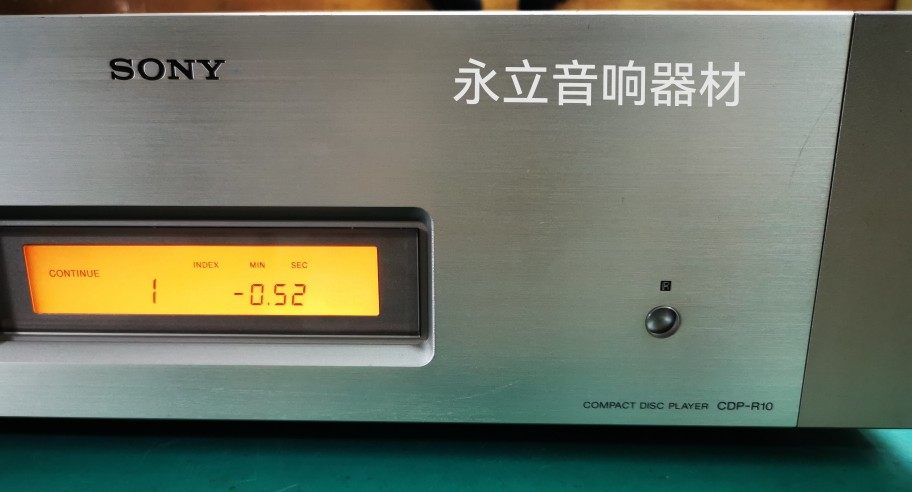 SONY
永立音响器材
INDEX MIN SEC
CONTINUE
1 -0.52
R
COMPACT DISC PLAYER CDP-R10